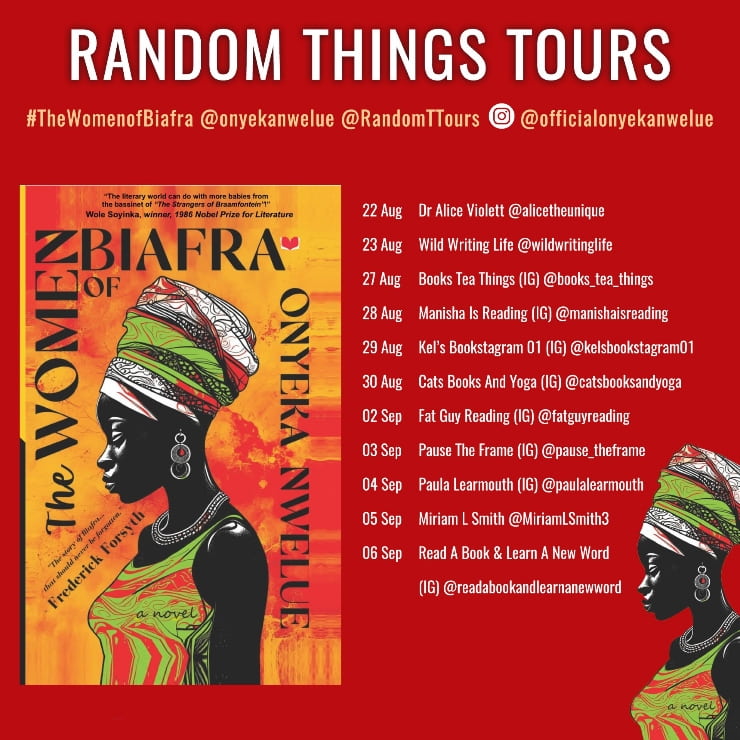 RANDOM THINGS TOURS
#TheWomenofBiafra @onyekanwelue @RandomTTours @officialonyekanwelue
"The literary world can do with more babies from
the bassinet of "The Strangers of Braamfontein"!"
Wole Soyinka, winner, 1986 Nobel Prize for Literature
The WOMEN
OF
BIAFRA
ONYEKA NWELUE
"The story of Biafra...
that should never be forgotten.
Frederick Forsyth
a novel
22 Aug Dr Alice Violett @alicetheunique
23 Aug Wild Writing Life @wildwritinglife
27 Aug Books Tea Things (IG) @books_tea_things
28 Aug Manisha Is Reading (IG) @manishaisreading
29 Aug Kel's Bookstagram 01 (IG) @kelsbookstagram01
30 Aug Cats Books And Yoga (IG) @catsbooksandyoga
02 Sep Fat Guy Reading (IG) @fatguyreading
03 Sep Pause The Frame (IG) @pause_theframe
04 Sep Paula Learmouth (IG) @paulalearmouth
05 Sep Miriam L Smith @MiriamLSmith3
06 Sep Read A Book & Learn A New Word
(IG) @readabookandlearnanewword
a novel